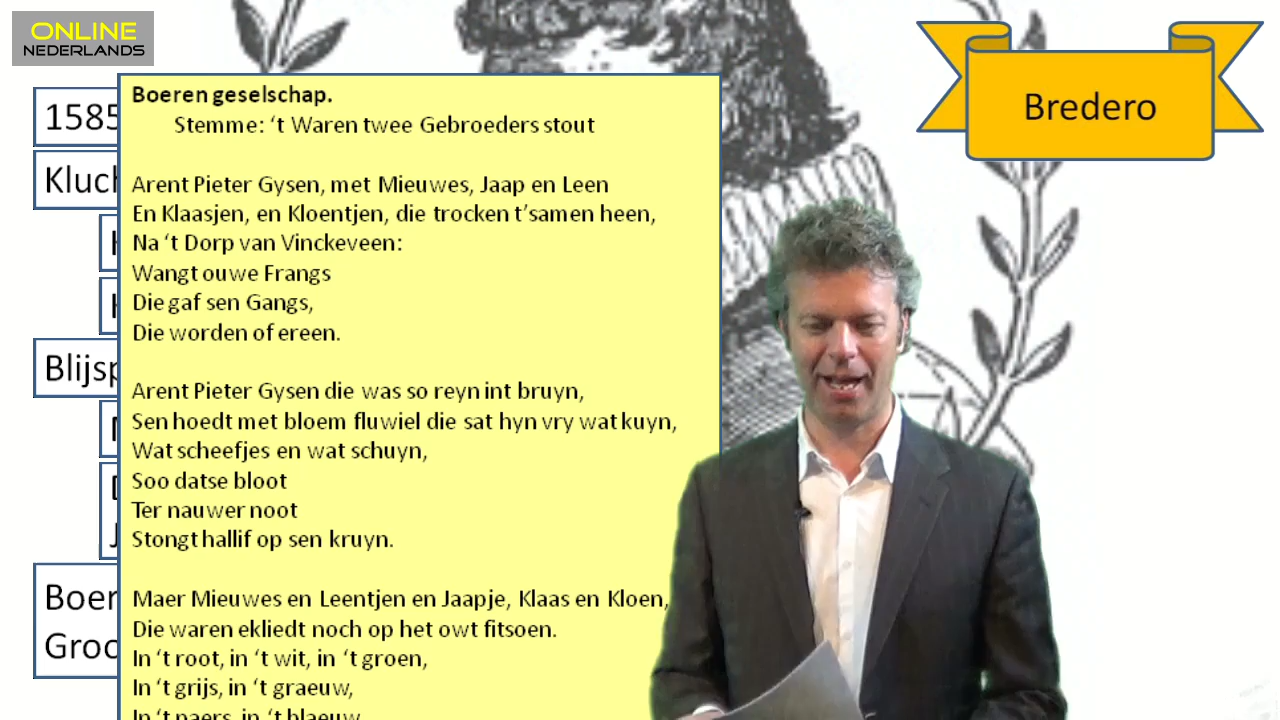 ONLINE
NEDERLANDS
Bredero
1585
Kluch
Blijsp
Boer
Groo
Boeren geselschap.
Stemme: ‘t Waren twee Gebroeders stout
Arent Pieter Gysen, met Mieuwes, Jaap en Leen
En Klaasjen, en Kloentjen, die trocken t’samen heen,
Na ‘t Dorp van Vinckeveen:
Wangt ouwe Frangs
Die gaf sen Gangs,
Die worden of ereen.
Arent Pieter Gysen die was so reyn int bruyn,
Sen hoedt met bloem fluwiel die sat hyn vry wat kuyn,
Wat scheefjes en wat schuyn,
Soo datse bloot
Ter nauwer noot
Stongt hallif op sen kruyn.
Maer Mieuwes en Leentjen en Jaapje, Klaas en Kloen,
Die waren ekliedt noch op het owt fitsoen.
In ‘t root, in ‘t wit, in ‘t groen,
In ‘t grijs, in ‘t graeuw,
In ‘t paers, in ‘t blaeuw